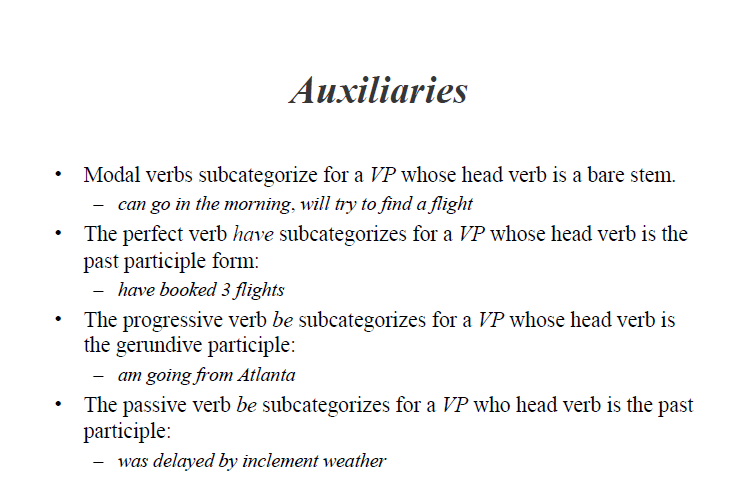 Auxiliaries
• Modal verbs subcategorize for a VP whose head verb is a bare stem.
– can go in the morning, will try to find a flight
• The perfect verb have subcategorizes for a VP whose head verb is the
past participle form:
– have booked 3 flights
• The progressive verb be subcategorizes for a VP whose head verb is
the gerundive participle:
– am going from Atlanta
• The passive verb be subcategorizes for a VP who head verb is the past
participle:
– was delayed by inclement weather